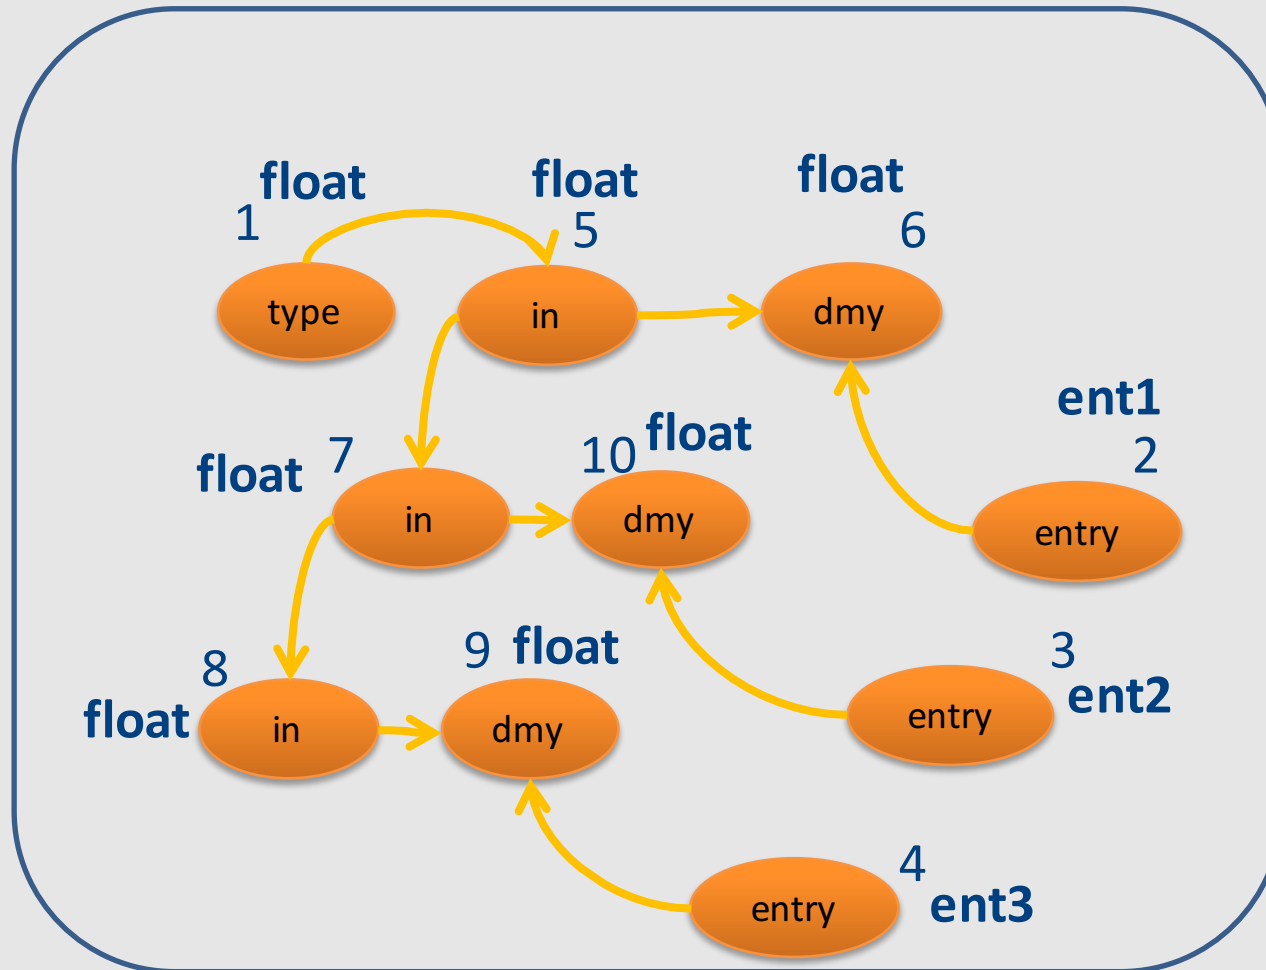 float float float
1 5 6
type in dmy
ent1
float 7 10 float 2
in dmy entry
8 9 float 3
float in dmy entry ent2
4
entry ent3